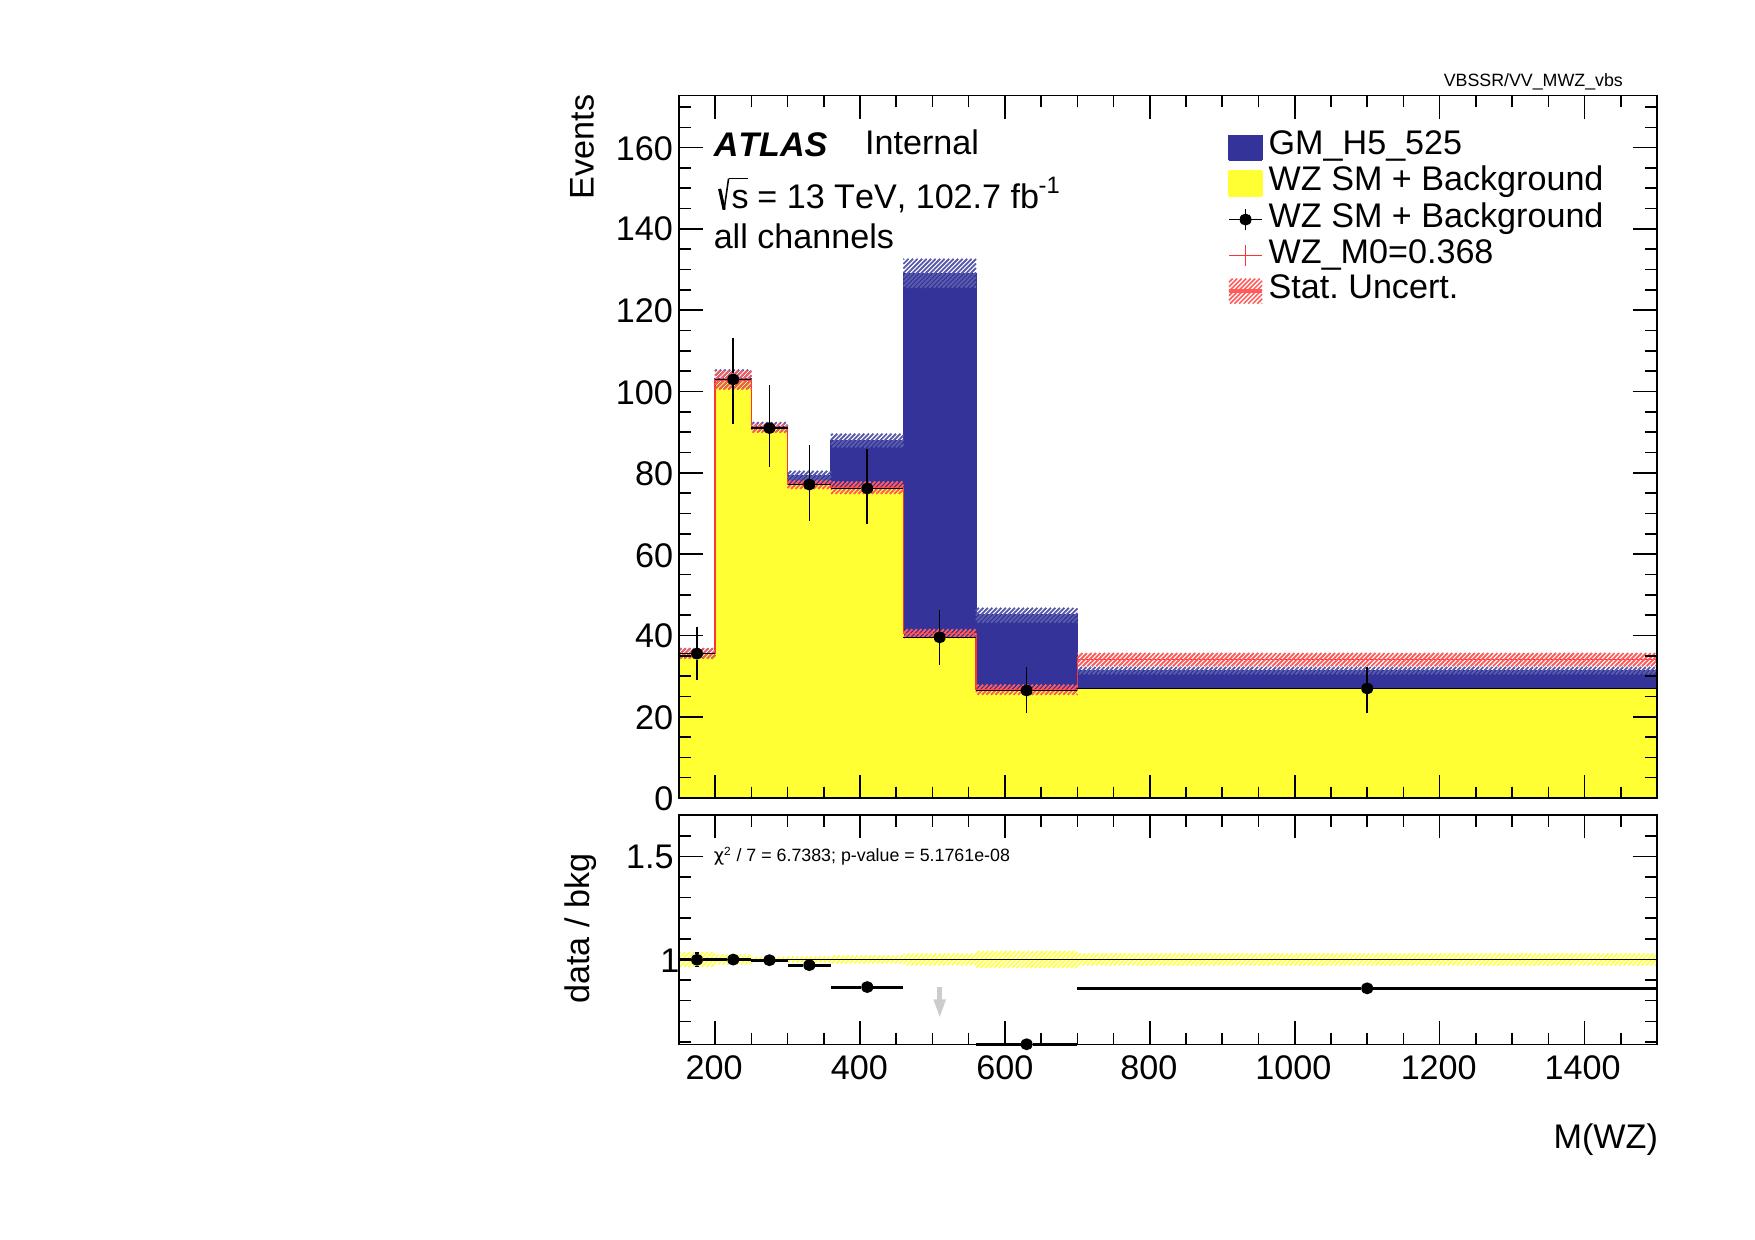 VBSSR/VV_MWZ_vbs
Events
ATLAS Internal
√s = 13 TeV, 102.7 fb-1
all channels
GM_H5_525
WZ SM + Background
WZ SM + Background
WZ_M0=0.368
Stat. Uncert.
160
140
120
100
80
60
40
20
0
data / bkg
χ² / 7 = 6.7383; p-value = 5.1761e-08
1.5
1
200 400 600 800 1000 1200 1400
M(WZ)